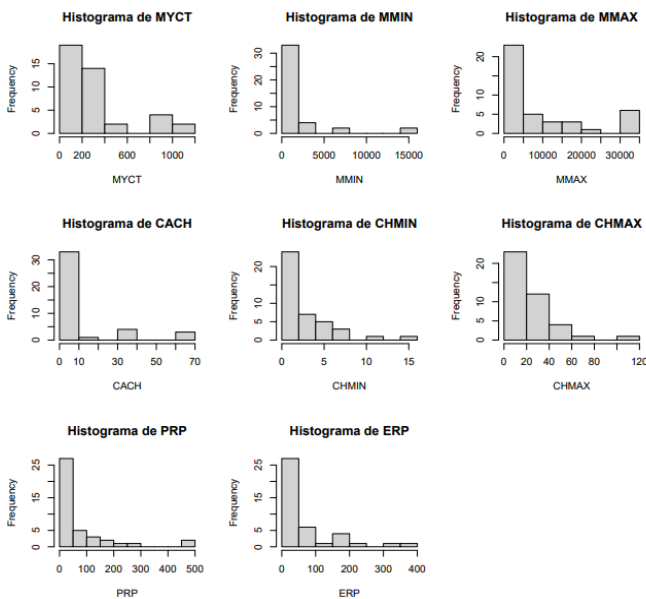 Histograma de MYCT
Frequency
0 5 15
0 200 600 1000
MYCT
Histograma de MMIN
Frequency
0 10 20 30
0 5000 10000 15000
MMIN
Histograma de MMAX
Frequency
0 5 10 20
0 10000 20000 30000
MMAX
Histograma de CACH
Frequency
0 10 20 30
0 10 30 50 70
CACH
Histograma de CHMIN
Frequency
0 5 10 20
0 5 10 15
CHMIN
Histograma de CHMAX
Frequency
0 5 10 20
0 20 40 60 80 120
CHMAX
Histograma de PRP
Frequency
0 5 15 25
0 100 200 300 400 500
PRP
Histograma de ERP
Frequency
0 5 15 25
0 100 200 300 400
ERP